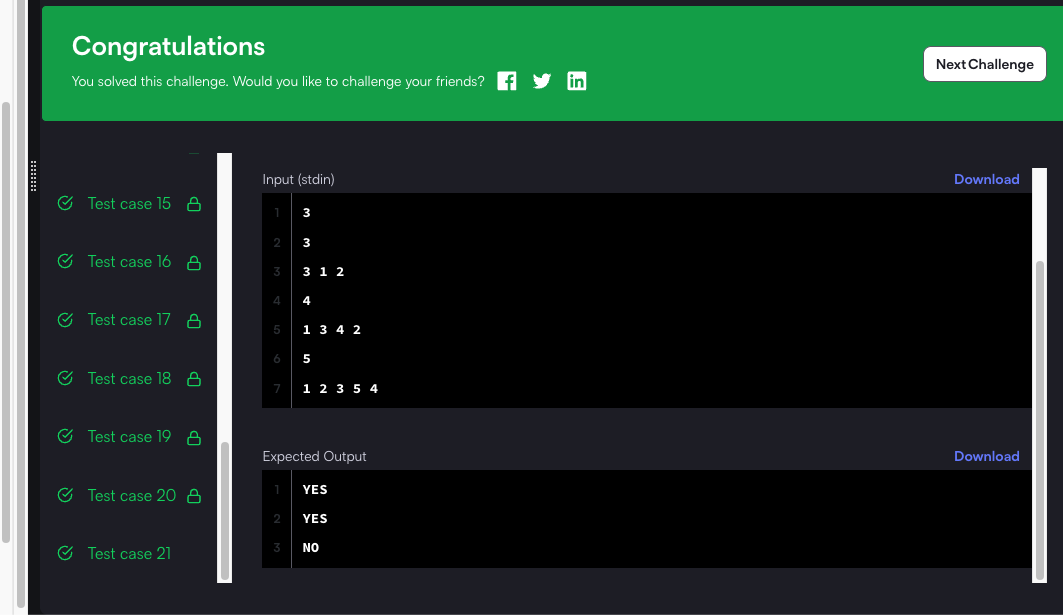 Congratulations
You solved this challenge. Would you like to challenge your friends?
Next Challenge
Test case 15
Test case 16
Test case 17
Test case 18
Test case 19
Test case 20
Test case 21
Input (stdin)
Download
1 3
2 3
3 3 1 2
4 4
5 1 3 4 2
6 5
7 1 2 3 5 4
Expected Output
Download
1 YES
2 YES
3 NO